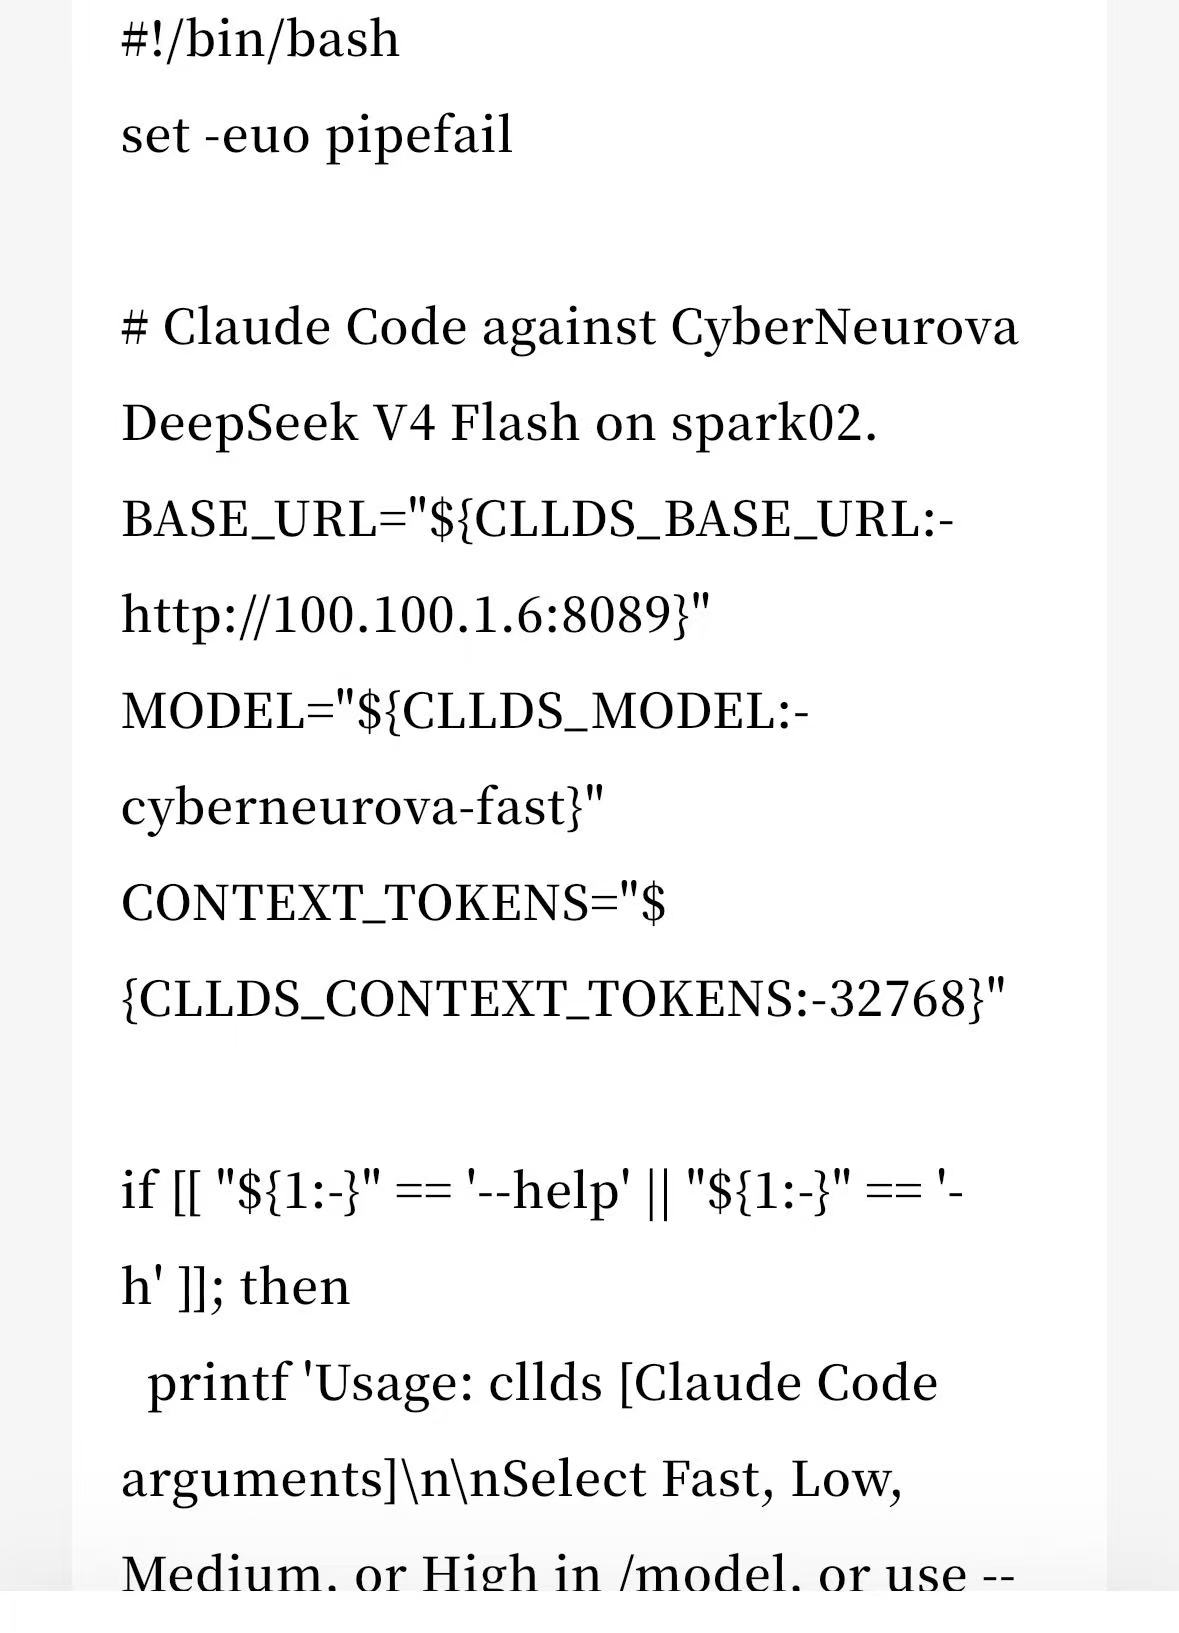 #!/bin/bash
set -euo pipefail
# Claude Code against CyberNeurova
DeepSeek V4 Flash on spark02.
BASE_URL="${CLLDS_BASE_URL:-
http://100.100.1.6:8089}"
MODEL="${CLLDS_MODEL:-
cyberneurova-fast}"
CONTEXT_TOKENS="$
{CLLDS_CONTEXT_TOKENS:-32768}"
if [[ "${1:-}" == '--help' || "${1:-}" == '-
h' ]]; then
  printf 'Usage: cllds [Claude Code
arguments]\n\nSelect Fast, Low,
Medium, or High in /model, or use --